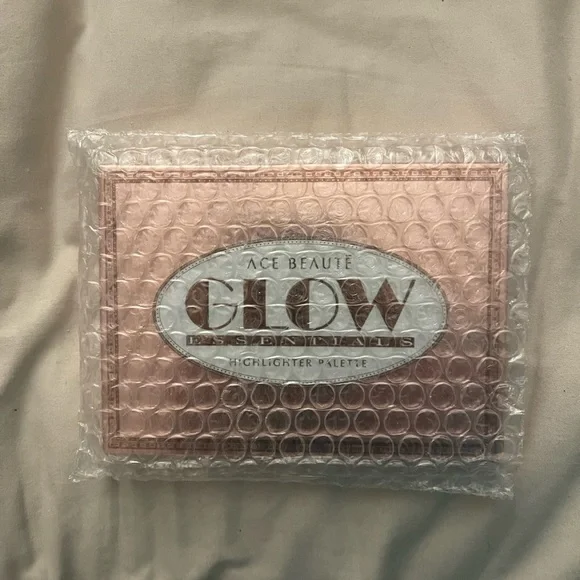 ACE BEAUTÉ
GLOW
ESSENTIALS
HIGHLIGHTER PALETTE